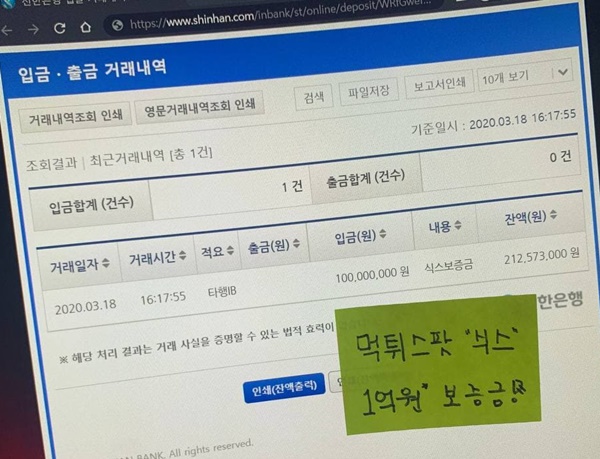 https://www.shinhan.com/inbank/st/online/deposit/
입금 · 출금 거래내역
거래내역조회 인쇄 영문거래내역조회 인쇄 검색 파일저장 보고서인쇄 10개 보기
기준일시 : 2020.03.18 16:17:55
조회결과 | 최근거래내역 [총 1건]
입금합계 (건수) 1 건 출금합계 (건수) 0 건
거래일자 거래시간 적요 출금(원) 입금(원) 내용 잔액(원)
2020.03.18 16:17:55 타행IB 100,000,000 원 식스보증금 212,573,000 원
한은행
※ 해당 처리 결과는 거래 사실을 증명할 수 있는 법적 효력이
먹튀스팟 "식스"
인쇄(잔액출력)
1억원" 보증금
BANK. All rights reserved.